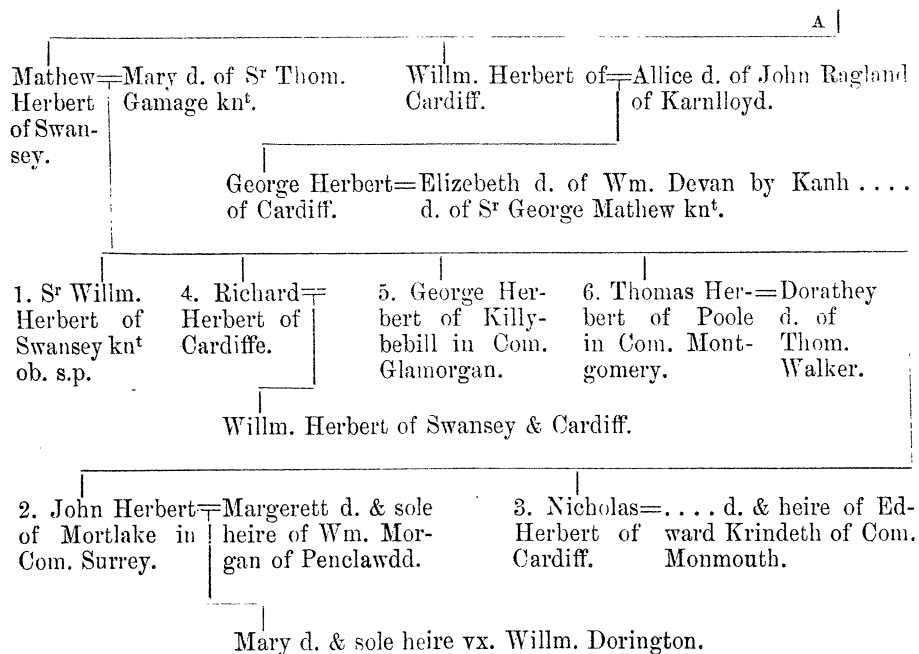 A
Mathew=Mary d. of Sʳ Thom.
Herbert Gamage knᵗ.
of Swan-
sey.
Willm. Herbert of=Allice d. of John Ragland
Cardiff. of Karnlloyd.
George Herbert=Elizebeth d. of Wm. Devan by Kanh ....
of Cardiff. d. of Sʳ George Mathew knᵗ.
1. Sʳ Willm.
Herbert of
Swansey knᵗ
ob. s.p.
4. Richard=
Herbert of
Cardiffe.
5. George Her-
bert of Killy-
bebill in Com.
Glamorgan.
6. Thomas Her-=Dorathey
bert of Poole d. of
in Com. Mont- Thom.
gomery. Walker.
Willm. Herbert of Swansey & Cardiff.
2. John Herbert=Margerett d. & sole
of Mortlake in heire of Wm. Mor-
Com. Surrey. gan of Penclawdd.
3. Nicholas=.... d. & heire of Ed-
Herbert of ward Krindeth of Com.
Cardiff. Monmouth.
Mary d. & sole heire vx. Willm. Dorington.